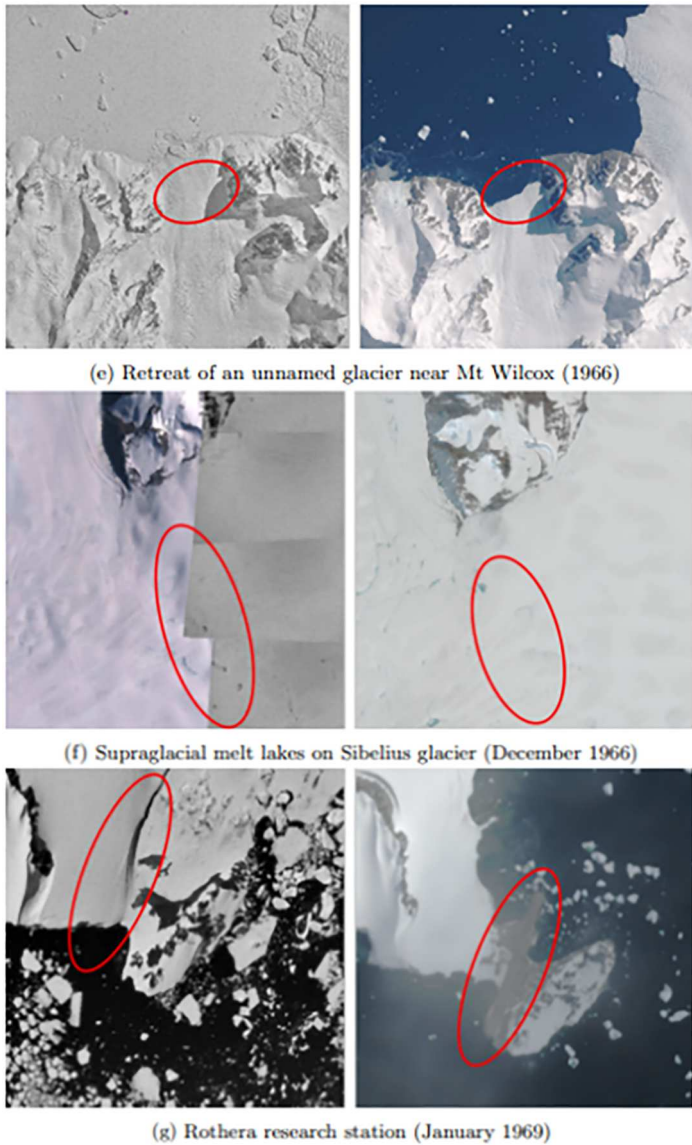 (e) Retreat of an unnamed glacier near Mt Wilcox (1966)
(f) Supraglacial melt lakes on Sibelius glacier (December 1966)
(g) Rothera research station (January 1969)